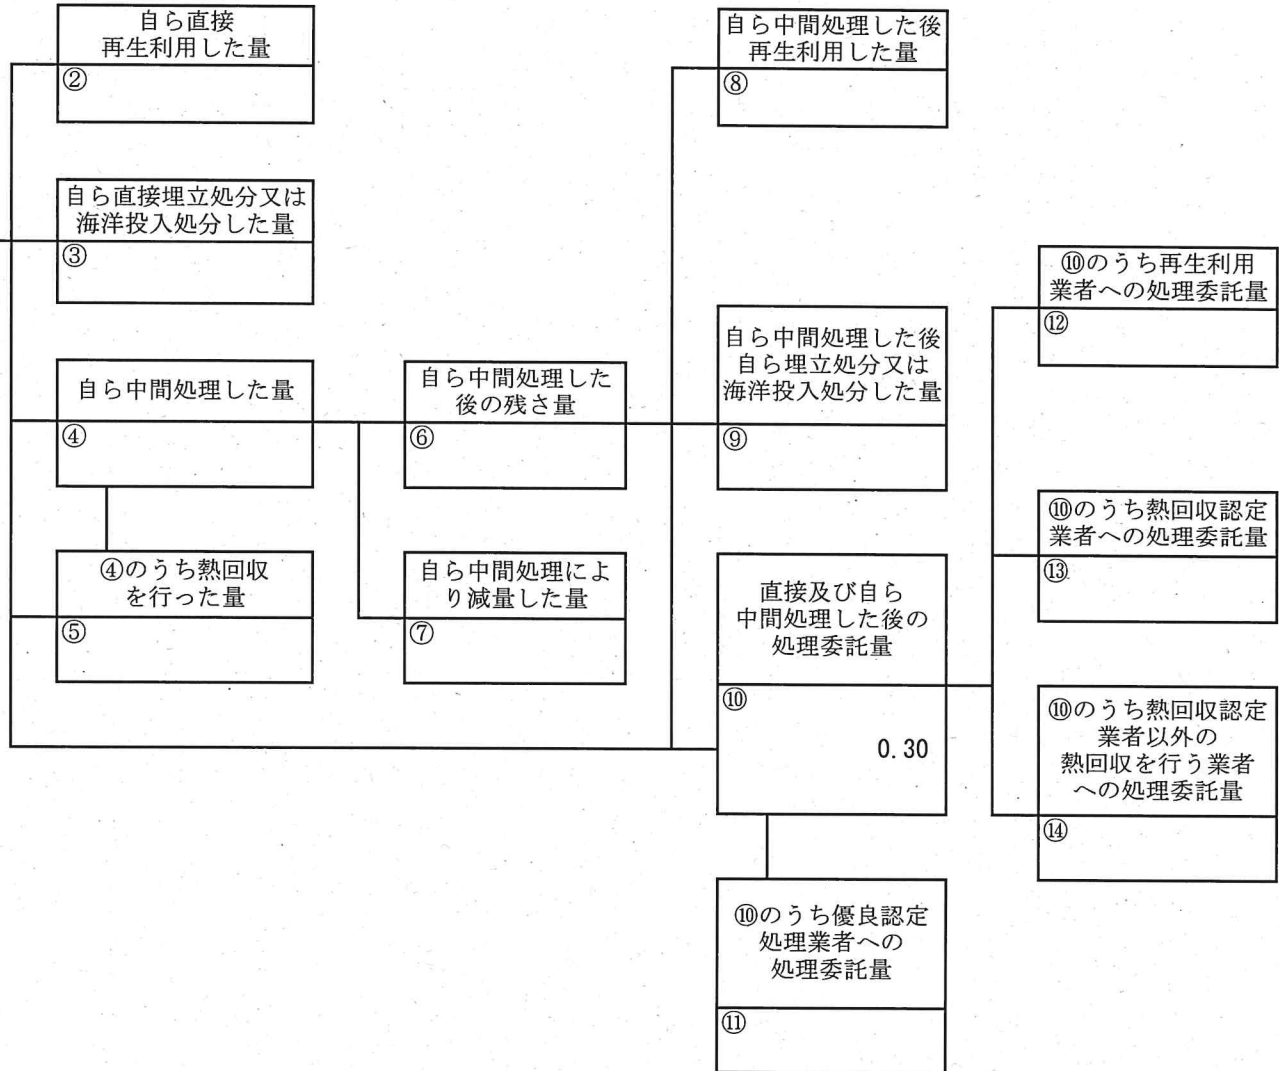 自ら直接
再生利用した量
②
自ら直接埋立処分又は
海洋投入処分した量
③
自ら中間処理した量
④
④のうち熱回収
を行った量
⑤
自ら中間処理した
後の残さ量
⑥
自ら中間処理によ
り減量した量
⑦
自ら中間処理した後
再生利用した量
⑧
自ら中間処理した後
自ら埋立処分又は
海洋投入処分した量
⑨
直接及び自ら
中間処理した後の
処理委託量
⑩
0.30
⑩のうち優良認定
処理業者への
処理委託量
⑪
⑩のうち再生利用
業者への処理委託量
⑫
⑩のうち熱回収認定
業者への処理委託量
⑬
⑩のうち熱回収認定
業者以外の
熱回収を行う業者
への処理委託量
⑭